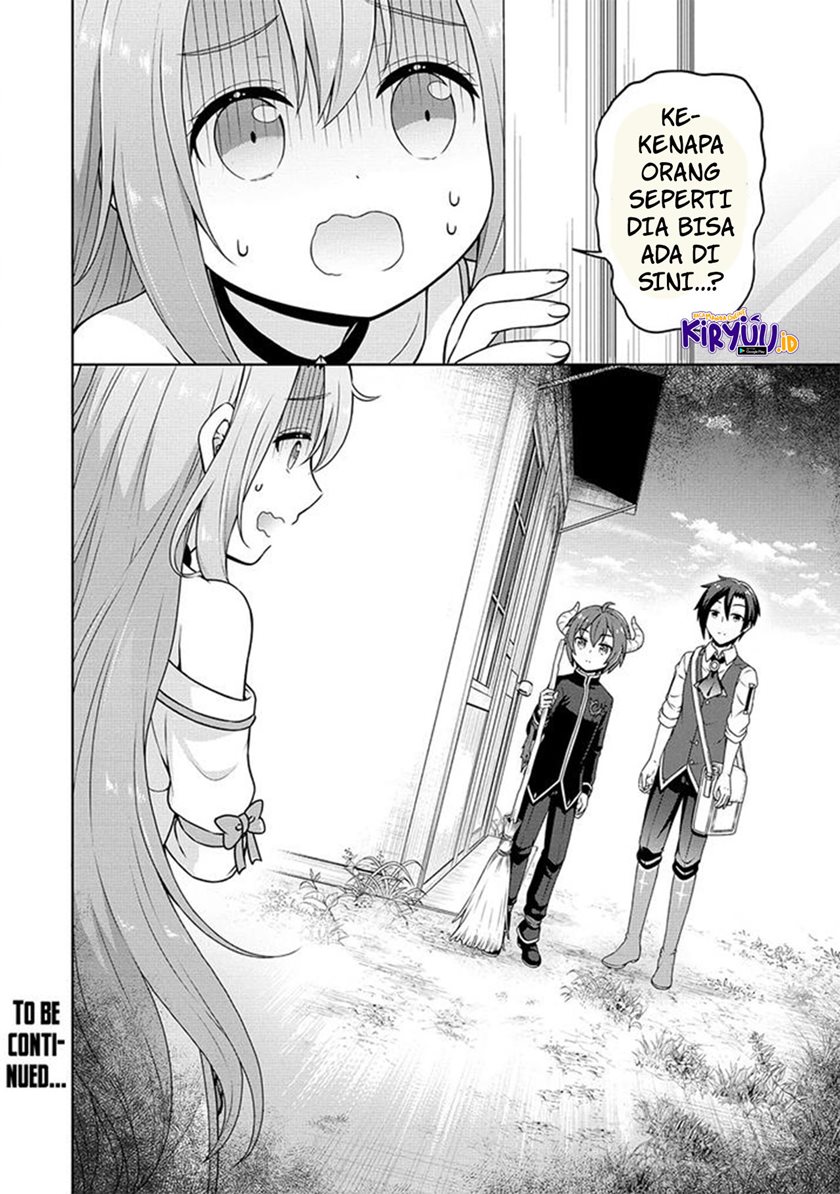 KE-
KENAPA
ORANG
SEPERTI
DIA BISA
ADA DI
SINI...?
KIRYUU.id
TO BE
CONTI-
NUED...